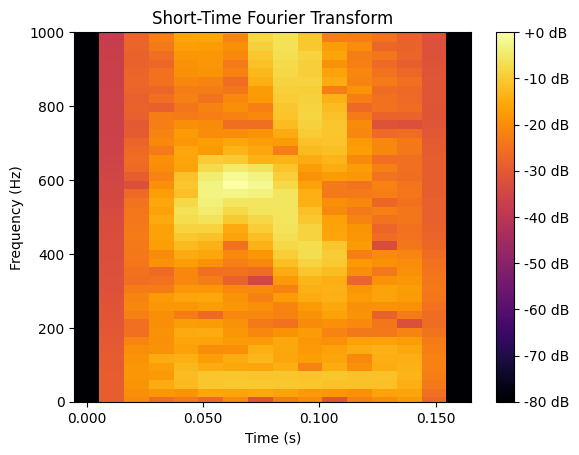 Short-Time Fourier Transform
1000
800
600
400
200
0
Frequency (Hz)
0.000
0.050
0.100
0.150
Time (s)
+0 dB
-10 dB
-20 dB
-30 dB
-40 dB
-50 dB
-60 dB
-70 dB
-80 dB